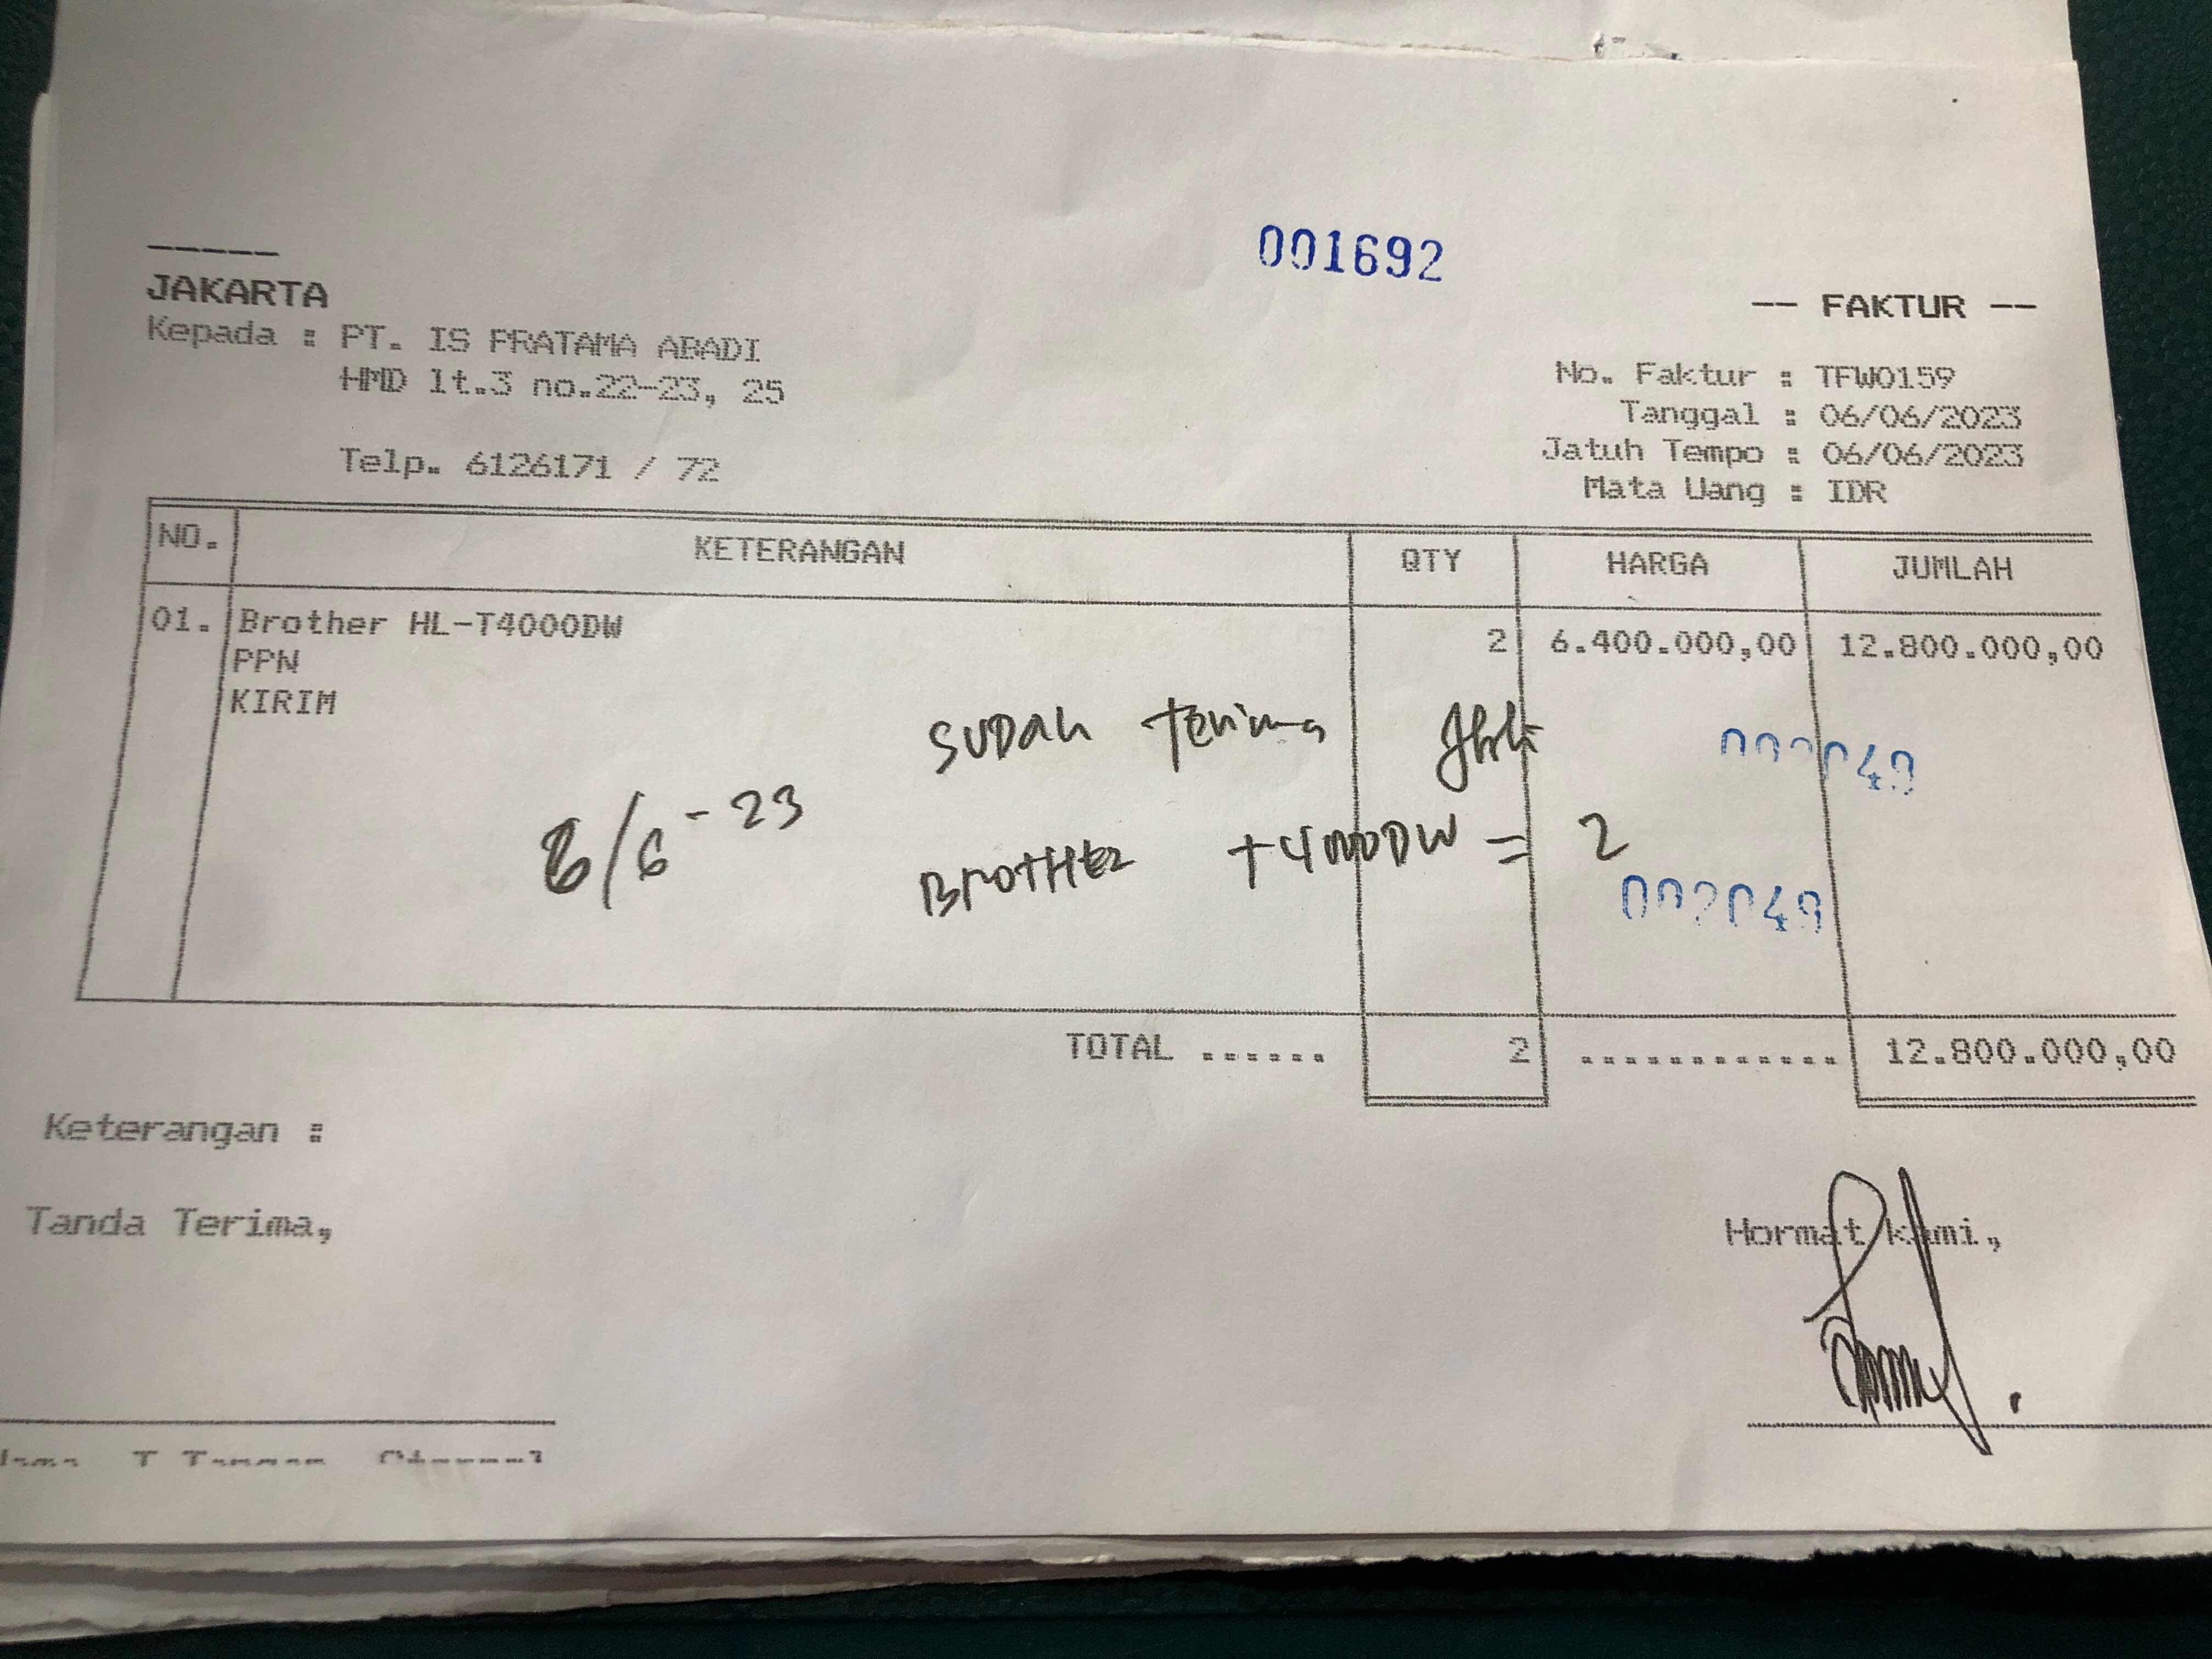 -----
001692
JAKARTA
-- FAKTUR --
Kepada : PT. IS PRATAMA ABADI
HMD lt.3 no.22-23, 25
Telp. 6126171 / 72
No. Faktur : TFW0159
Tanggal : 06/06/2023
Jatuh Tempo : 06/06/2023
Mata Uang : IDR
NO. KETERANGAN QTY HARGA JUMLAH
01. Brother HL-T4000DW 2 6.400.000,00 12.800.000,00
PPN
KIRIM
SUDAH Terima
8/6-23
BROTHER T4000DW = 2
TOTAL ...... 2 ............ 12.800.000,00
Keterangan :
Tanda Terima,
Hormat kami,